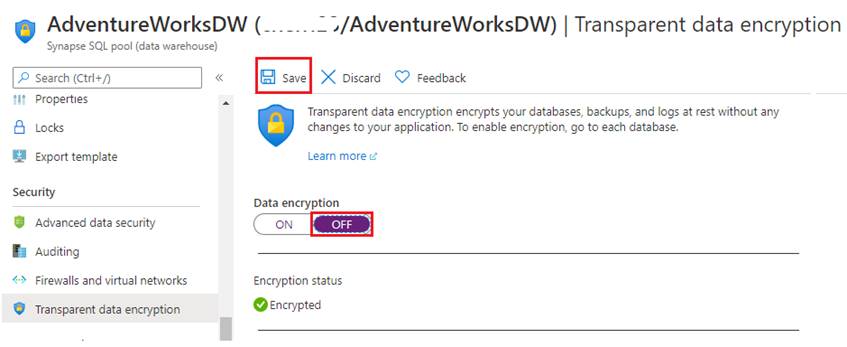 AdventureWorksDW ( /AdventureWorksDW) | Transparent data encryption
Synapse SQL pool (data warehouse)
Search (Ctrl+/)
«
Save
Discard
Feedback
Properties
Locks
Export template
Security
Advanced data security
Auditing
Firewalls and virtual networks
Transparent data encryption
Transparent data encryption encrypts your databases, backups, and logs at rest without any
changes to your application. To enable encryption, go to each database.
Learn more
Data encryption
ON OFF
Encryption status
Encrypted